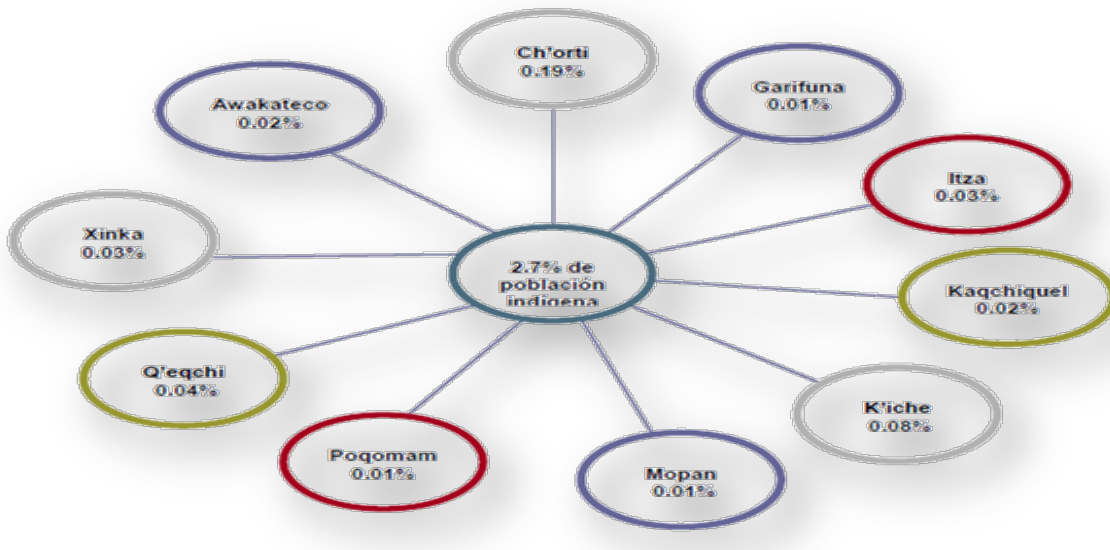 Ch'orti
0.19%
Garifuna
0.01%
Awakateco
0.02%
Itza
0.03%
Xinka
0.03%
2.7% de
población
indígena
Kaqchiquel
0.02%
Q'eqchi
0.04%
K'iche
0.08%
Poqomam
0.01%
Mopan
0.01%